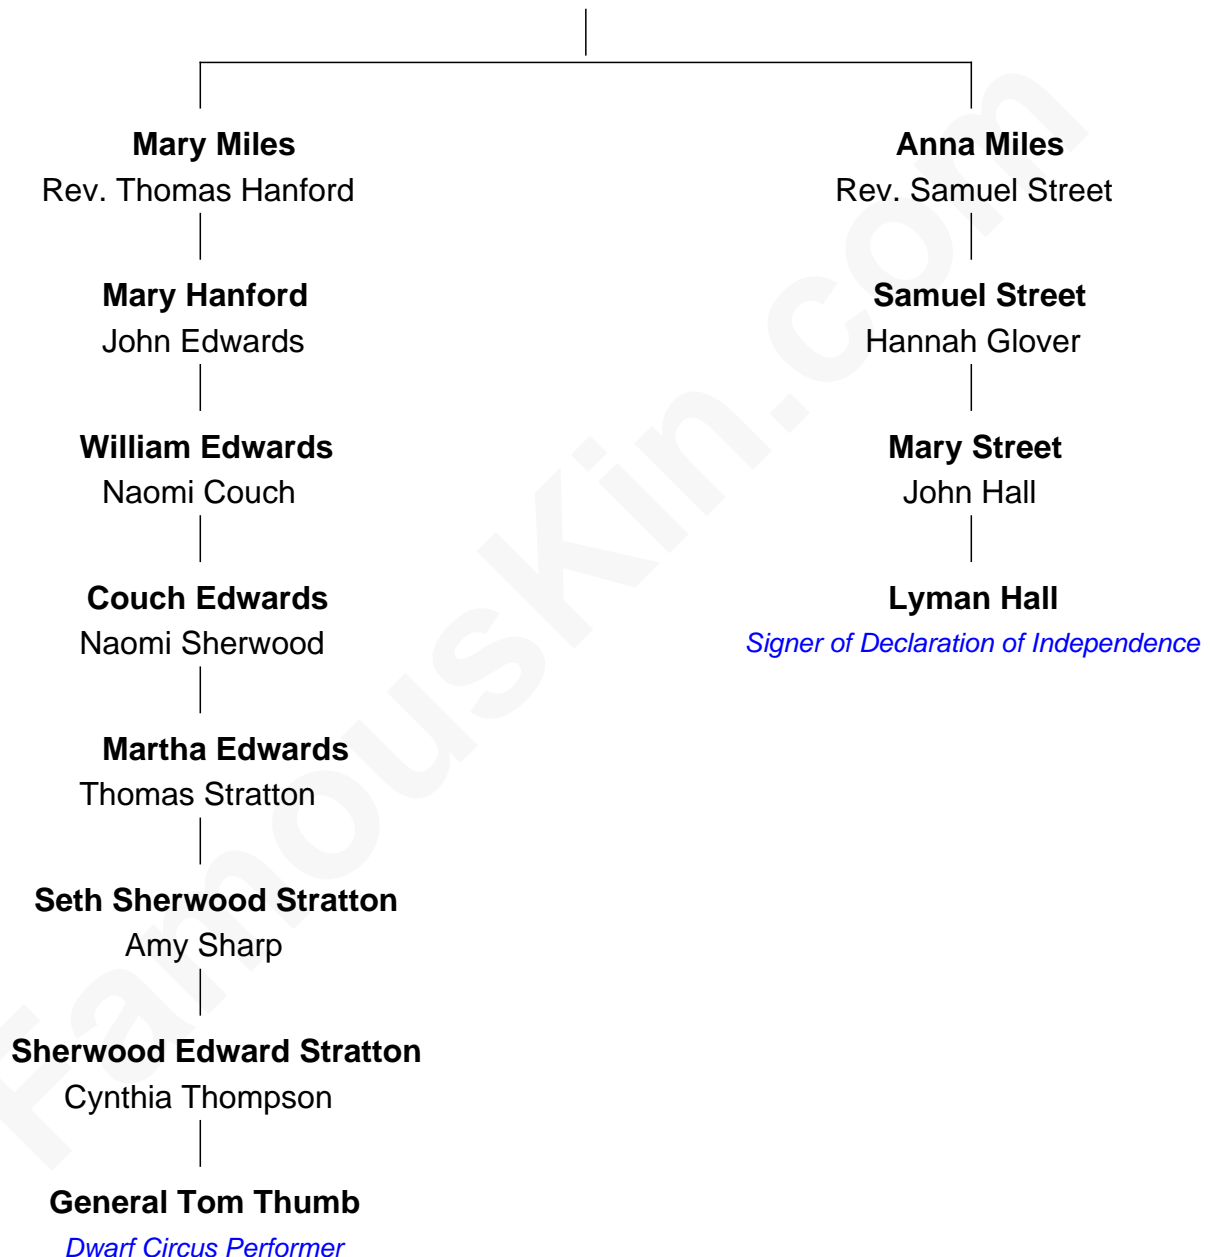 Mary Miles
Rev. Thomas Hanford
Anna Miles
Rev. Samuel Street
Mary Hanford
John Edwards
Samuel Street
Hannah Glover
William Edwards
Naomi Couch
Mary Street
John Hall
Couch Edwards
Naomi Sherwood
Lyman Hall
Signer of Declaration of Independence
Martha Edwards
Thomas Stratton
Seth Sherwood Stratton
Amy Sharp
Sherwood Edward Stratton
Cynthia Thompson
General Tom Thumb
Dwarf Circus Performer
FamousKin.com